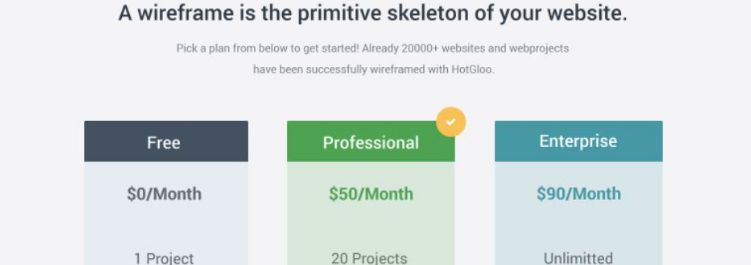 A wireframe is the primitive skeleton of your website.
Pick a plan from below to get started! Already 20000+ websites and webprojects
have been successfully wireframed with HotGloo.
Free
Professional
Enterprise
$0/Month
$50/Month
$90/Month
1 Project
20 Projects
Unlimitted